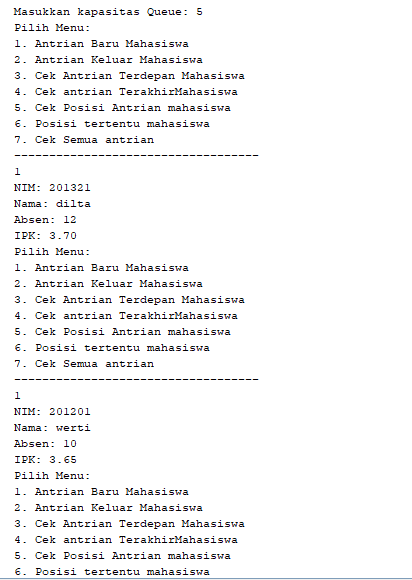 Masukkan kapasitas Queue: 5
Pilih Menu:
1. Antrian Baru Mahasiswa
2. Antrian Keluar Mahasiswa
3. Cek Antrian Terdepan Mahasiswa
4. Cek antrian TerakhirMahasiswa
5. Cek Posisi Antrian mahasiswa
6. Posisi tertentu mahasiswa
7. Cek Semua antrian
-----------------------------------
1
NIM: 201321
Nama: dilta
Absen: 12
IPK: 3.70
Pilih Menu:
1. Antrian Baru Mahasiswa
2. Antrian Keluar Mahasiswa
3. Cek Antrian Terdepan Mahasiswa
4. Cek antrian TerakhirMahasiswa
5. Cek Posisi Antrian mahasiswa
6. Posisi tertentu mahasiswa
7. Cek Semua antrian
-----------------------------------
1
NIM: 201201
Nama: werti
Absen: 10
IPK: 3.65
Pilih Menu:
1. Antrian Baru Mahasiswa
2. Antrian Keluar Mahasiswa
3. Cek Antrian Terdepan Mahasiswa
4. Cek antrian TerakhirMahasiswa
5. Cek Posisi Antrian mahasiswa
6. Posisi tertentu mahasiswa